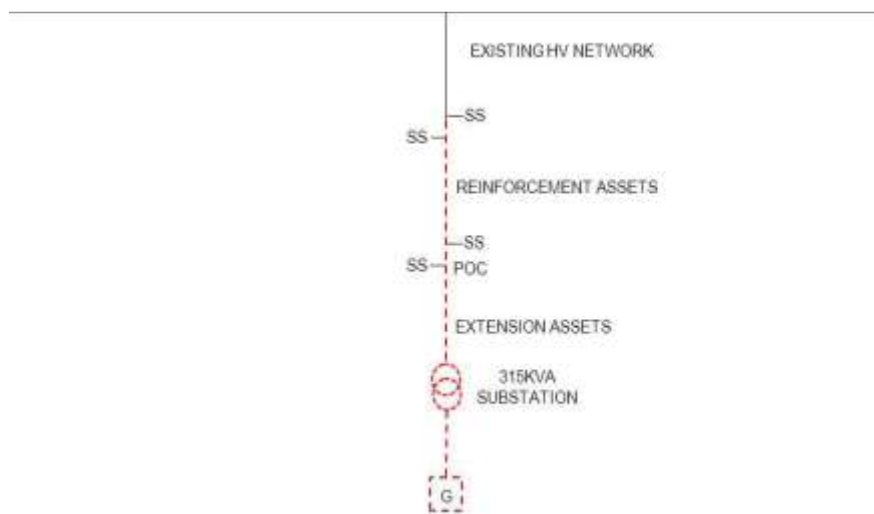 EXISTING HV NETWORK
SS
SS
REINFORCEMENT ASSETS
SS
SS
POC
EXTENSION ASSETS
315KVA
SUBSTATION
G